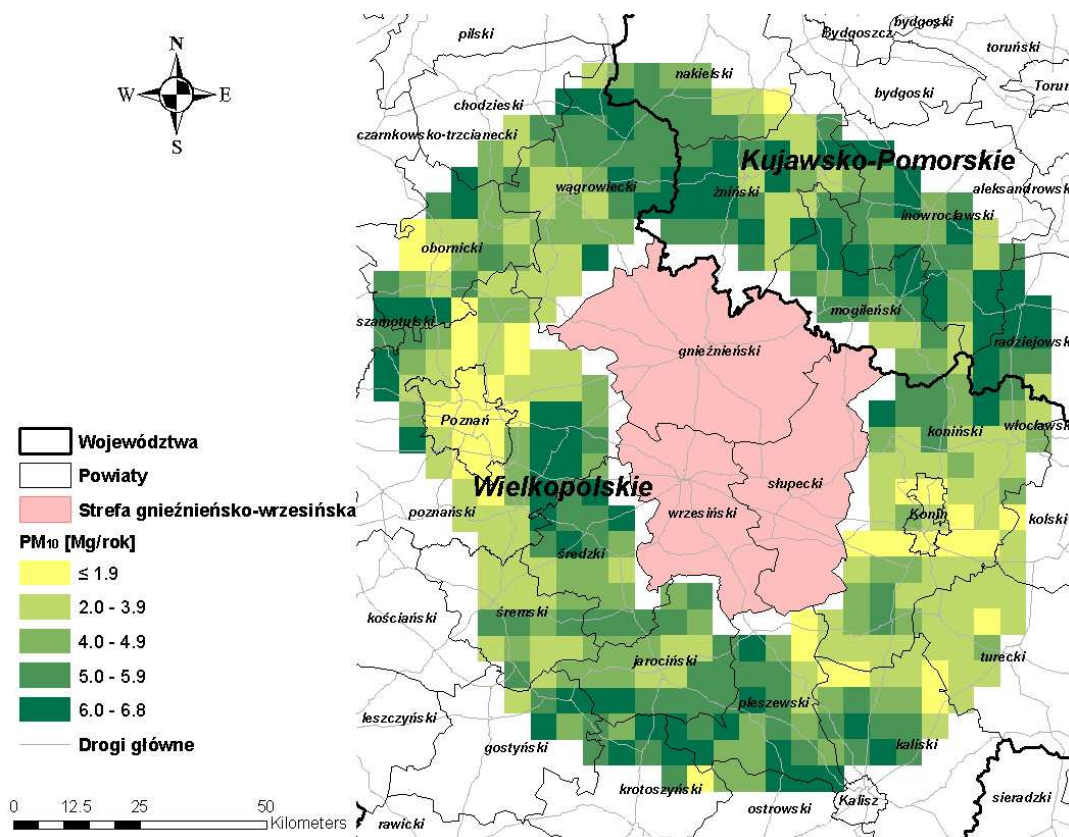 N
W E
S
pilski
bydgoski
Bydgoszcz
toruński
nakielski
chodzieski
bydgoski
Toruń
czarnkowsko-trzcianecki
Kujawsko-Pomorskie
wągrowiecki
żniński
aleksandrowsk
inowrocławski
obornicki
szamotulski
mogileński
gnieźnieński
radziejowsk
Poznań
koniński
włocławsk
Wielkopolskie
słupecki
poznański
wrzesiński
Konin
kolski
średzki
kościański
śremski
jarociński
turecki
pleszewski
leszczyński
gostyński
kaliski
krotoszyński
ostrowski
Kalisz
sieradzki
rawicki
Województwa
Powiaty
Strefa gnieźnieńsko-wrzesińska
PM10 [Mg/rok]
≤ 1.9
2.0 - 3.9
4.0 - 4.9
5.0 - 5.9
6.0 - 6.8
Drogi główne
0 12.5 25 50
Kilometers